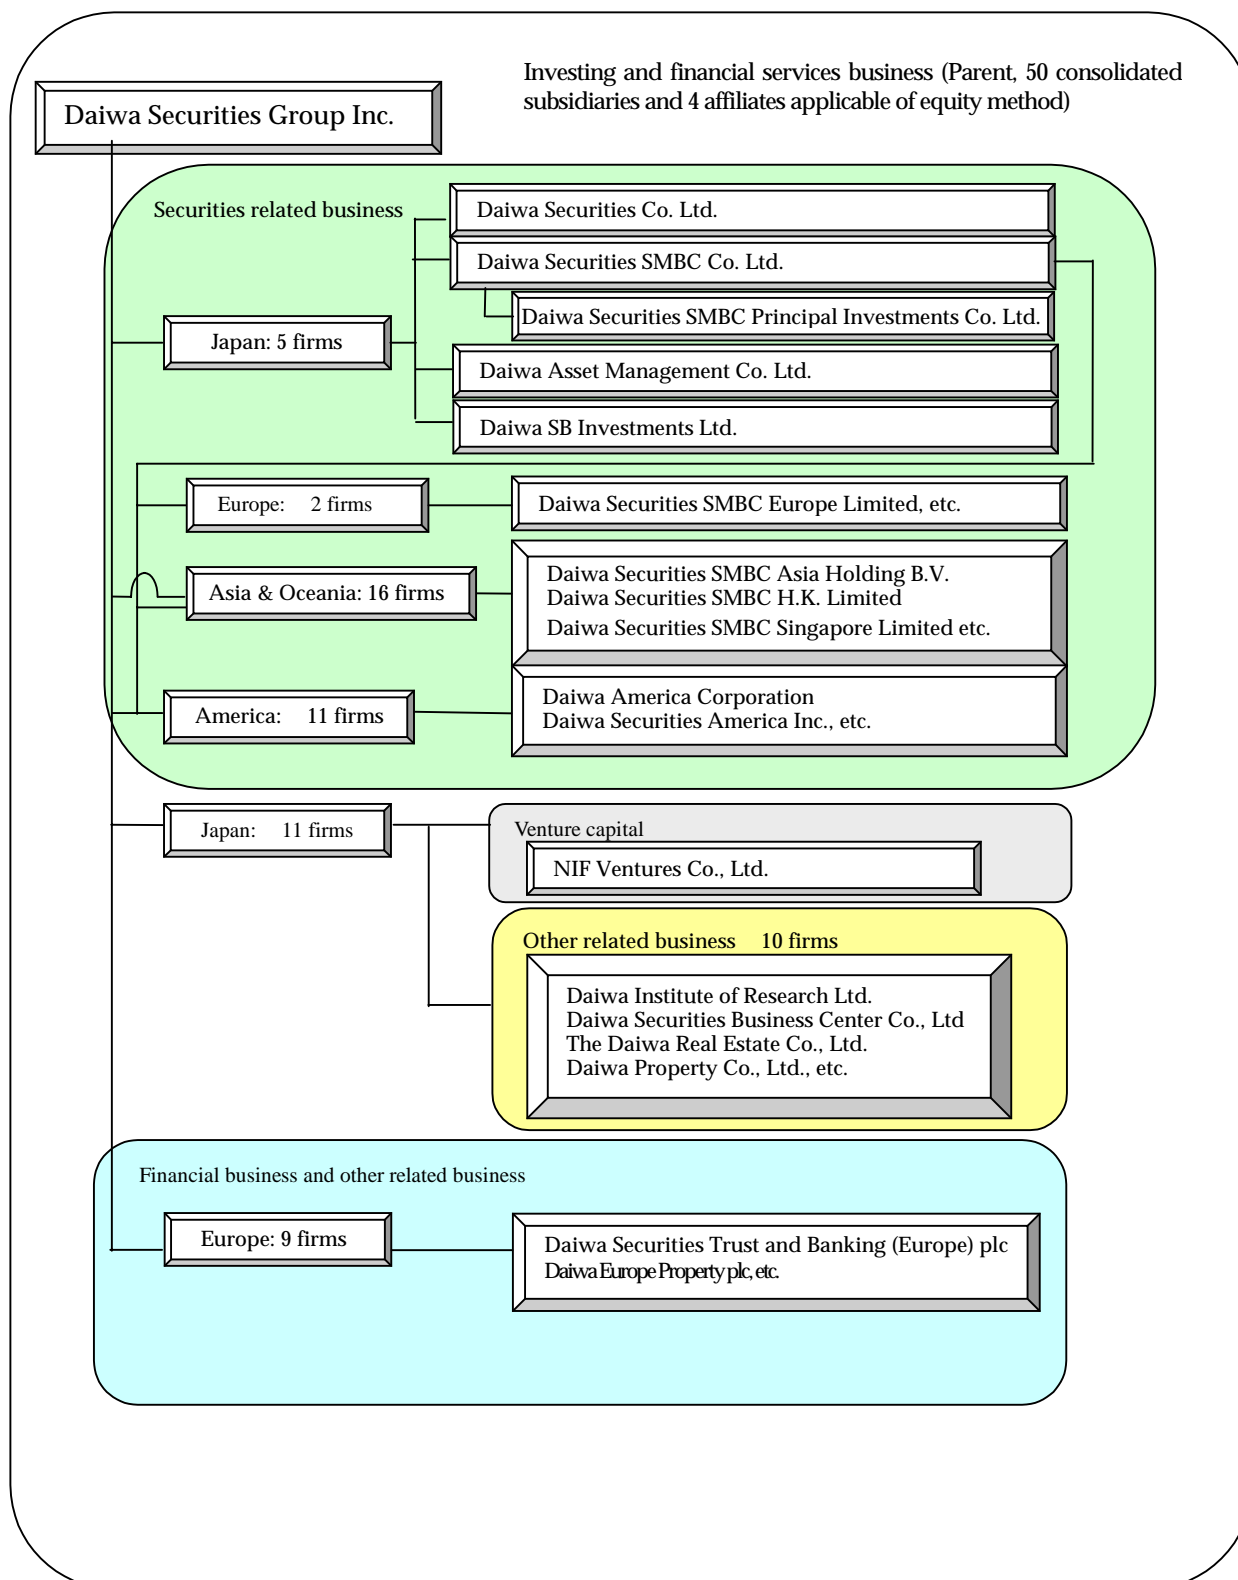 Investing and financial services business (Parent, 50 consolidated
subsidiaries and 4 affiliates applicable of equity method)
Daiwa Securities Group Inc.
Securities related business
Daiwa Securities Co. Ltd.
Daiwa Securities SMBC Co. Ltd.
Daiwa Securities SMBC Principal Investments Co. Ltd.
Japan: 5 firms
Daiwa Asset Management Co. Ltd.
Daiwa SB Investments Ltd.
Europe: 2 firms
Daiwa Securities SMBC Europe Limited, etc.
Asia & Oceania: 16 firms
Daiwa Securities SMBC Asia Holding B.V.
Daiwa Securities SMBC H.K. Limited
Daiwa Securities SMBC Singapore Limited etc.
America: 11 firms
Daiwa America Corporation
Daiwa Securities America Inc., etc.
Japan: 11 firms
Venture capital
NIF Ventures Co., Ltd.
Other related business 10 firms
Daiwa Institute of Research Ltd.
Daiwa Securities Business Center Co., Ltd
The Daiwa Real Estate Co., Ltd.
Daiwa Property Co., Ltd., etc.
Financial business and other related business
Europe: 9 firms
Daiwa Securities Trust and Banking (Europe) plc
Daiwa Europe Property plc, etc.